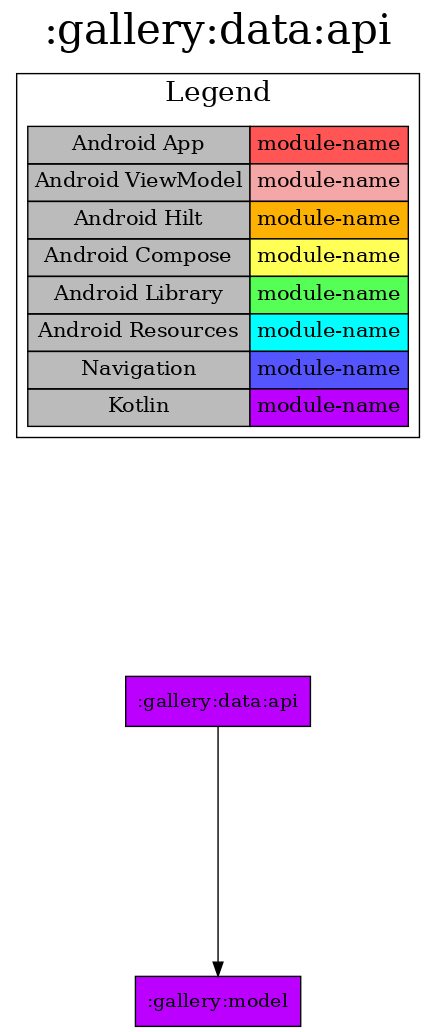 :gallery:data:api
Legend
Android App module-name
Android ViewModel module-name
Android Hilt module-name
Android Compose module-name
Android Library module-name
Android Resources module-name
Navigation module-name
Kotlin module-name
:gallery:data:api
:gallery:model